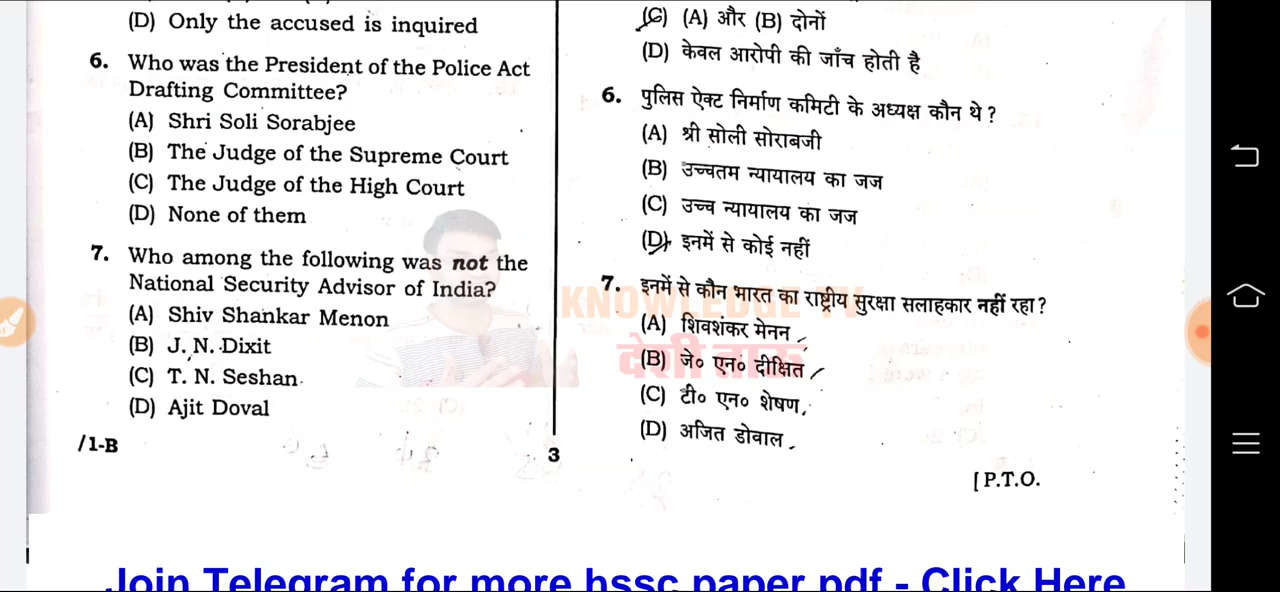 (D) Only the accused is inquired
6. Who was the President of the Police Act
Drafting Committee?
(A) Shri Soli Sorabjee
(B) The Judge of the Supreme Court
(C) The Judge of the High Court
(D) None of them
7. Who among the following was not the
National Security Advisor of India?
(A) Shiv Shankar Menon
(B) J. N. Dixit
(C) T. N. Seshan
(D) Ajit Doval
/1-B
3
(C) (A) और (B) दोनों
(D) केवल आरोपी की जाँच होती है
6. पुलिस ऐक्ट निर्माण कमिटी के अध्यक्ष कौन थे?
(A) श्री सोली सोराबजी
(B) उच्चतम न्यायालय का जज
(C) उच्च न्यायालय का जज
(D) इनमें से कोई नहीं
7. इनमें से कौन भारत का राष्ट्रीय सुरक्षा सलाहकार नहीं रहा?
(A) शिवशंकर मेनन
(B) जे० एन० दीक्षित
(C) टी० एन० शेषण
(D) अजित डोवाल
[ P.T.O.
KNOWLEDGE TV
देशी ताऊ
Join Telegram for more hssc paper pdf - Click Here